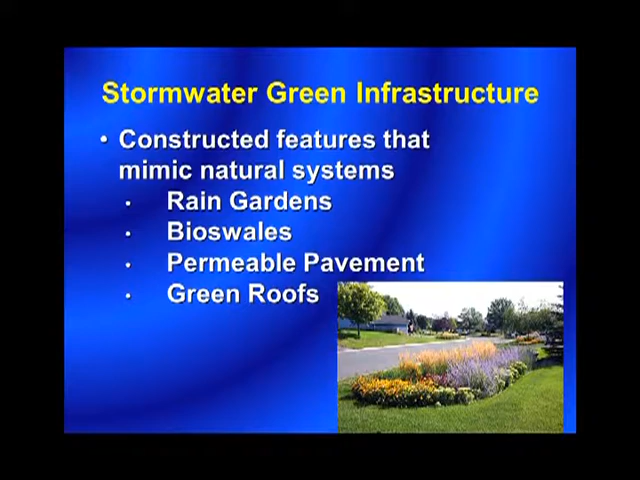 Stormwater Green Infrastructure
• Constructed features that
mimic natural systems
• Rain Gardens
• Bioswales
• Permeable Pavement
• Green Roofs